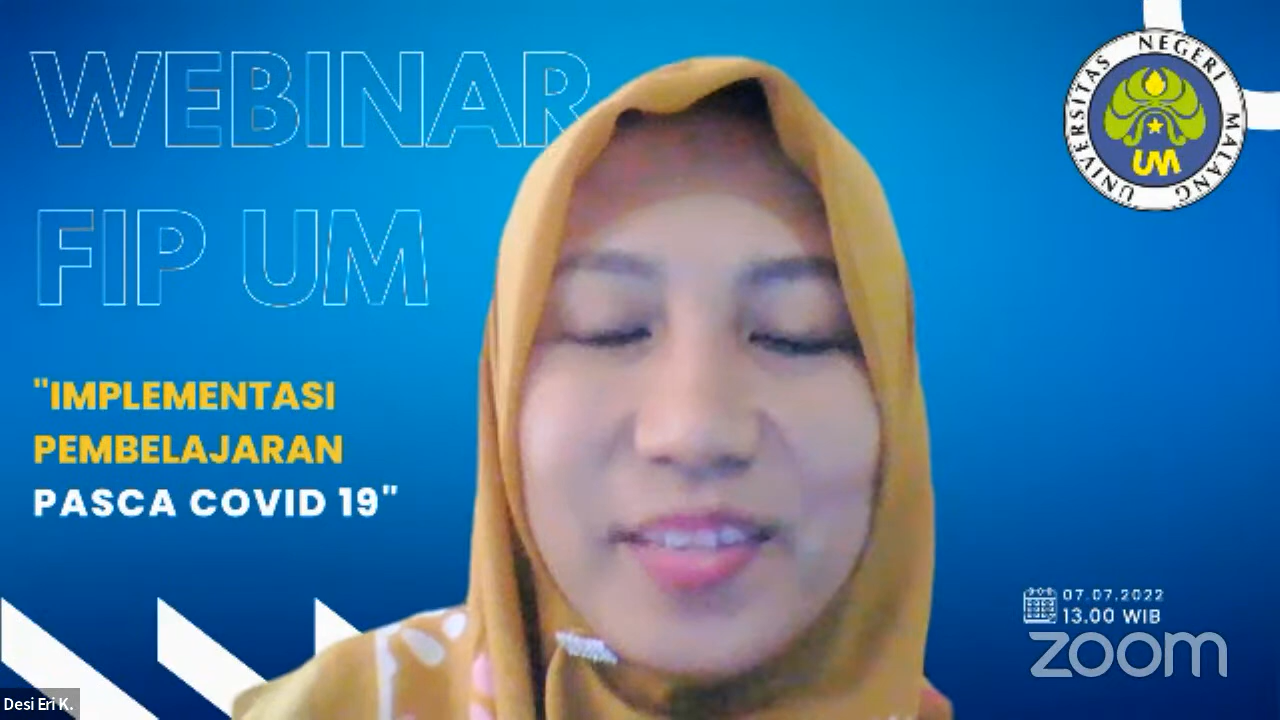 WEBINAR
FIP UM
"IMPLEMENTASI
PEMBELAJARAN
PASCA COVID 19"
UNIVERSITAS NEGERI MALANG
UM
07.07.2022
13.00 WIB
zoom
Desi Eri K.